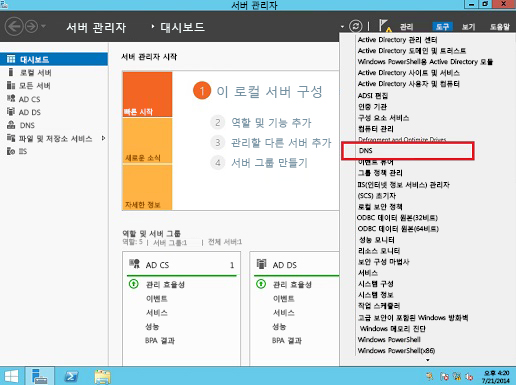 서버 관리자
대시보드
관리 도구 보기 도움말
대시보드
로컬 서버
모든 서버
AD CS
AD DS
DNS
파일 및 저장소 서비스
IIS
서버 관리자 시작
빠른 시작
새로운 소식
자세한 정보
1 이 로컬 서버 구성
2 역할 및 기능 추가
3 관리할 다른 서버 추가
4 서버 그룹 만들기
역할 및 서버 그룹
역할: 5 | 서버 그룹:1 | 전체 서버:1
AD CS 1
관리 효율성
이벤트
서비스
성능
BPA 결과
AD DS
관리 효율성
이벤트
서비스
성능
BPA 결과
Active Directory 관리 센터
Active Directory 도메인 및 트러스트
Windows PowerShell용 Active Directory 모듈
Active Directory 사이트 및 서비스
Active Directory 사용자 및 컴퓨터
ADSI 편집
인증 기관
구성 요소 서비스
컴퓨터 관리
Defragment and Optimize Drives
DNS
이벤트 뷰어
그룹 정책 관리
IIS(인터넷 정보 서비스) 관리자
(SCS) 초기자
로컬 보안 정책
ODBC 데이터 원본(32비트)
ODBC 데이터 원본(64비트)
성능 모니터
리소스 모니터
보안 구성 마법사
서비스
시스템 구성
시스템 정보
작업 스케줄러
고급 보안이 포함된 Windows 방화벽
Windows 메모리 진단
Windows PowerShell
Windows PowerShell(x86)
오후 4:20
7/21/2014